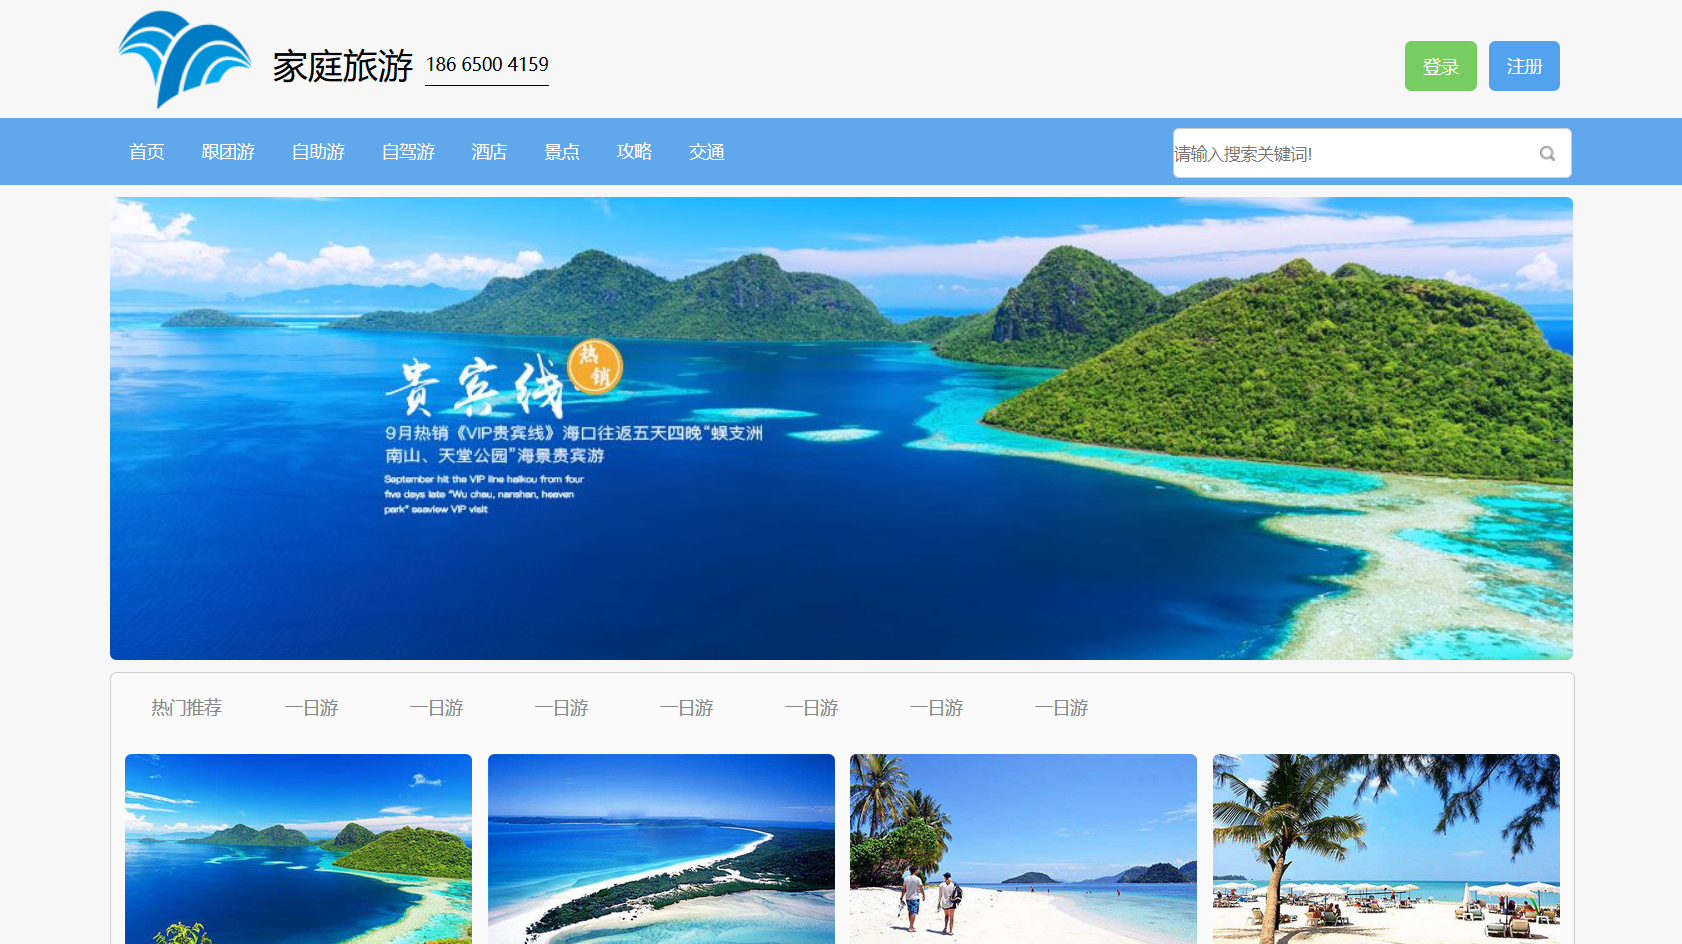 家庭旅游 186 6500 4159
登录 注册
首页 跟团游 自助游 自驾游 酒店 景点 攻略 交通
请输入搜索关键词!
贵宾线 热销
9月热销《VIP贵宾线》海口往返五天四晚“蜈支洲
南山、天堂公园”海景贵宾游
September hit the VIP line haikou from four
five days late "Wu chau, nanshan, heaven
park" seaview VIP visit
热门推荐 一日游 一日游 一日游 一日游 一日游 一日游 一日游